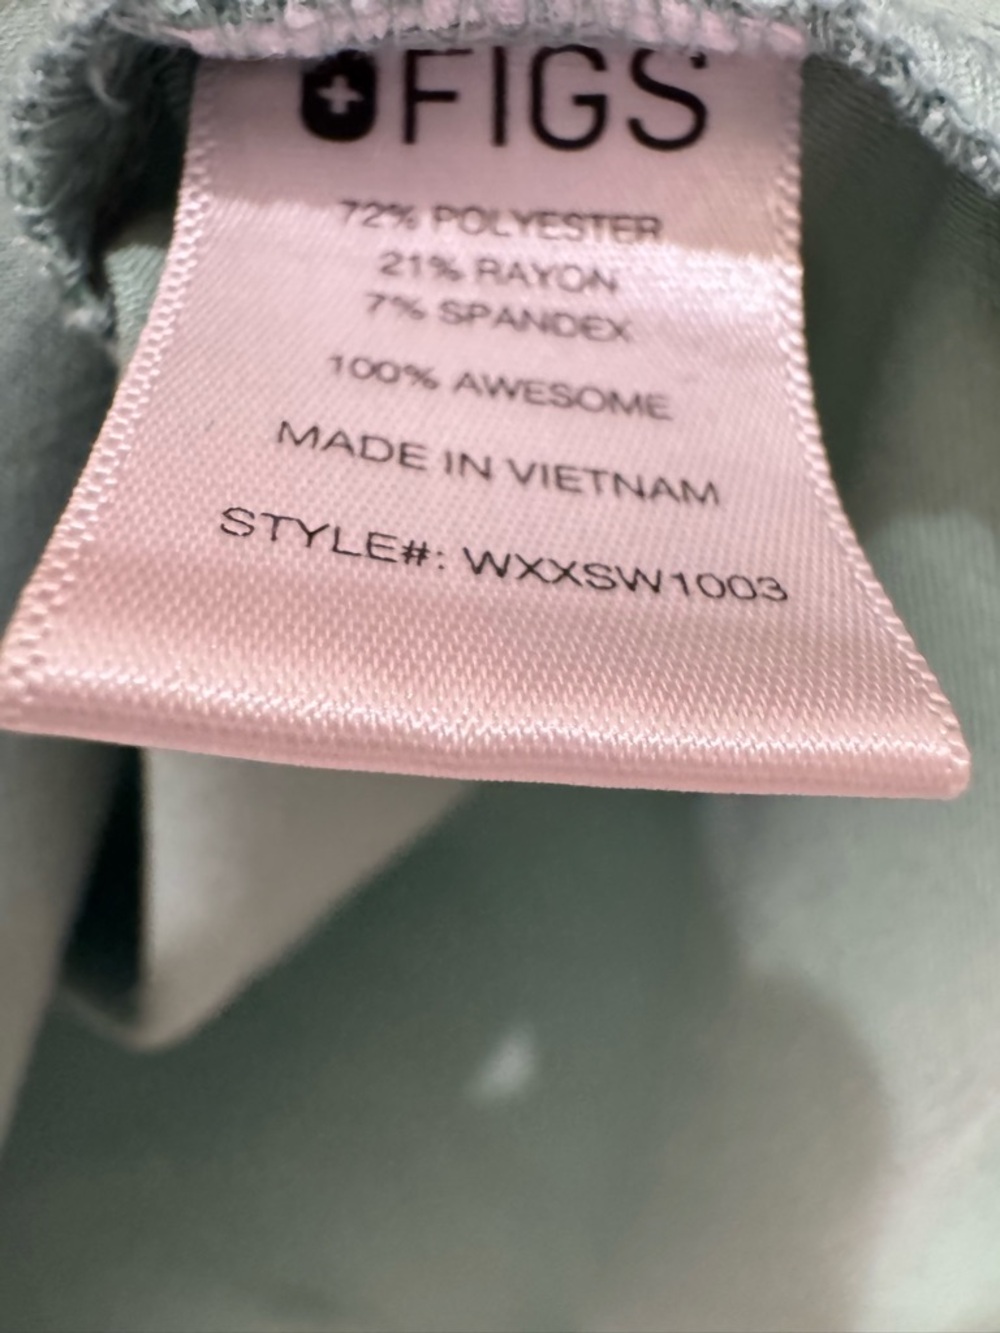 FIGS
72% POLYESTER
21% RAYON
7% SPANDEX
100% AWESOME
MADE IN VIETNAM
STYLE#: WXXSW1003